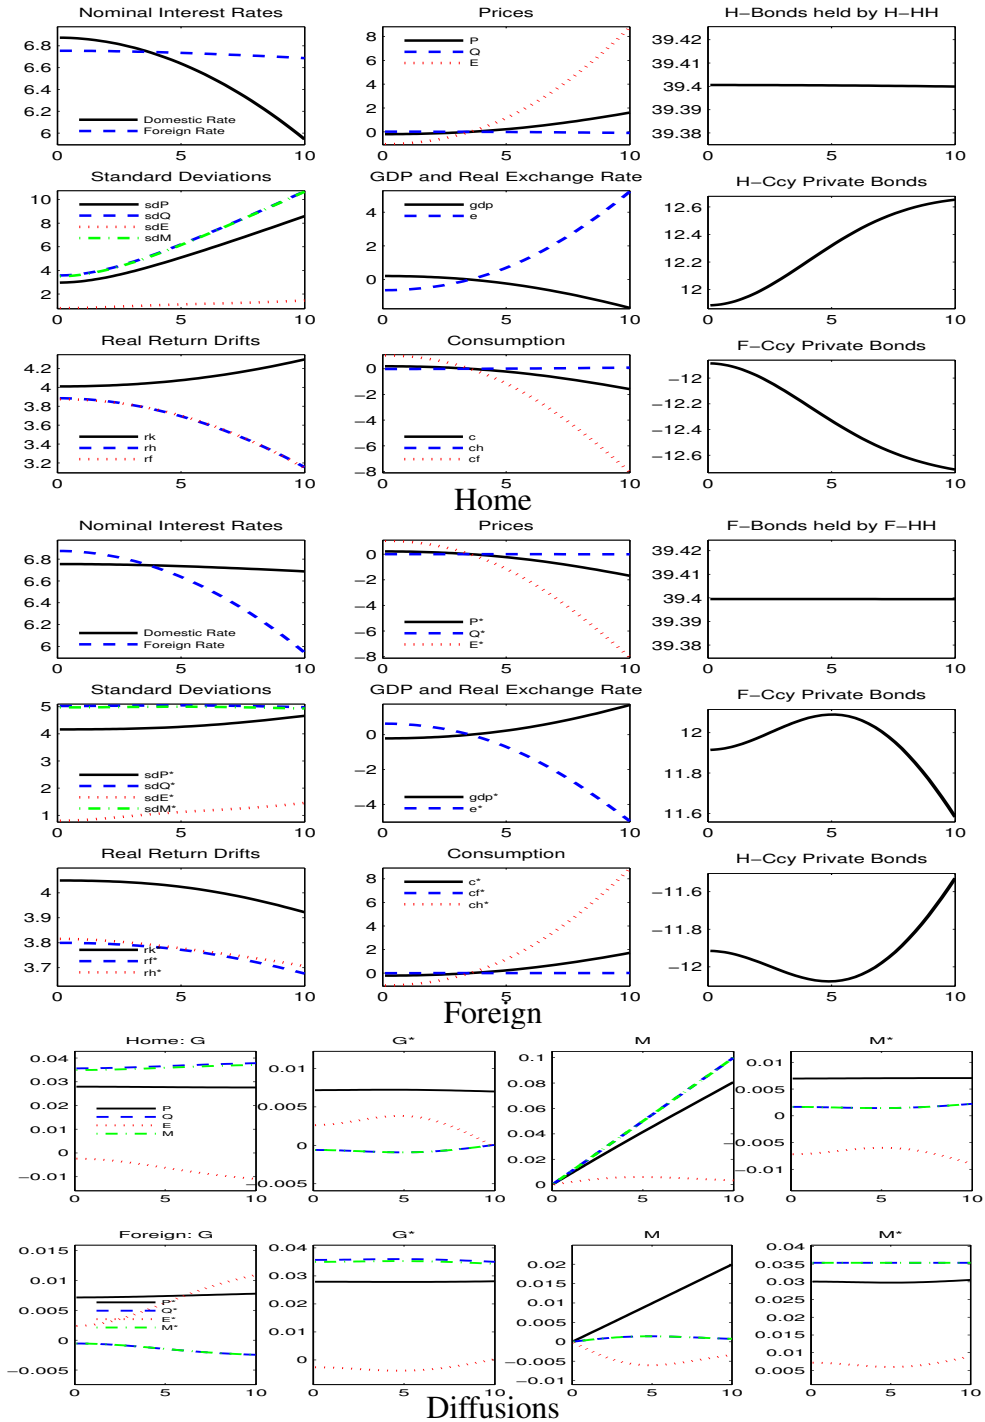 Nominal Interest Rates
Prices
H-Bonds held by H-HH
6.8
6.6
6.4
6.2
6
Domestic Rate
Foreign Rate
0 5 10
8
6
4
2
0
P
Q
E
0 5 10
39.42
39.41
39.4
39.39
39.38
0 5 10
Standard Deviations
GDP and Real Exchange Rate
H-Ccy Private Bonds
10
8
6
4
2
sdP
sdQ
sdE
sdM
0 5 10
4
2
0
gdp
e
0 5 10
12.6
12.4
12.2
12
0 5 10
Real Return Drifts
Consumption
F-Ccy Private Bonds
4.2
4
3.8
3.6
3.4
3.2
rk
rh
rf
0 5 10
0
−2
−4
−6
−8
c
ch
cf
0 5 10
−12
−12.2
−12.4
−12.6
0 5 10
Home
Nominal Interest Rates
Prices
F-Bonds held by F-HH
6.8
6.6
6.4
6.2
6
Domestic Rate
Foreign Rate
0 5 10
0
−2
−4
−6
−8
P*
Q*
E*
0 5 10
39.42
39.41
39.4
39.39
39.38
0 5 10
Standard Deviations
GDP and Real Exchange Rate
F-Ccy Private Bonds
5
4
3
2
1
sdP*
sdQ*
sdE*
sdM*
0 5 10
0
−2
−4
gdp*
e*
0 5 10
12
11.8
11.6
0 5 10
Real Return Drifts
Consumption
H-Ccy Private Bonds
4
3.9
3.8
3.7
rk
rf*
rh*
0 5 10
8
6
4
2
0
c*
cf*
ch*
0 5 10
−11.6
−11.8
−12
0 5 10
Foreign
Home: G
G*
M
M*
0.04
0.03
0.02
0.01
0
−0.01
P
Q
E
M
0 5 10
0.01
0.005
0
−0.005
0 5 10
0.1
0.08
0.06
0.04
0.02
0
0 5 10
0.01
0.005
0
−0.005
−0.01
0 5 10
Foreign: G
G*
M
M*
0.015
0.01
0.005
0
−0.005
P*
Q*
E*
M*
0 5 10
0.04
0.03
0.02
0.01
0
0 5 10
0.02
0.015
0.01
0.005
0
−0.005
−0.01
0 5 10
0.035
0.03
0.025
0.02
0.015
0.01
0.005
0 5 10
Diffusions